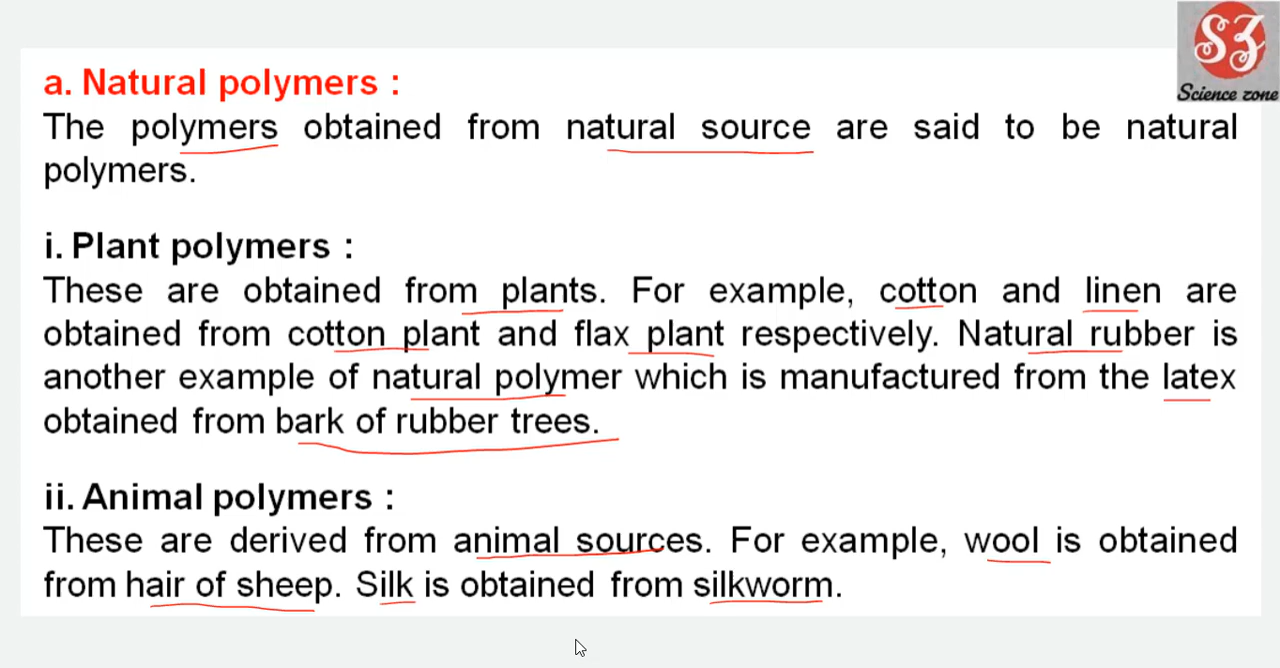 SZ
Science zone
a. Natural polymers :
The polymers obtained from natural source are said to be natural
polymers.
i. Plant polymers :
These are obtained from plants. For example, cotton and linen are
obtained from cotton plant and flax plant respectively. Natural rubber is
another example of natural polymer which is manufactured from the latex
obtained from bark of rubber trees.
ii. Animal polymers :
These are derived from animal sources. For example, wool is obtained
from hair of sheep. Silk is obtained from silkworm.